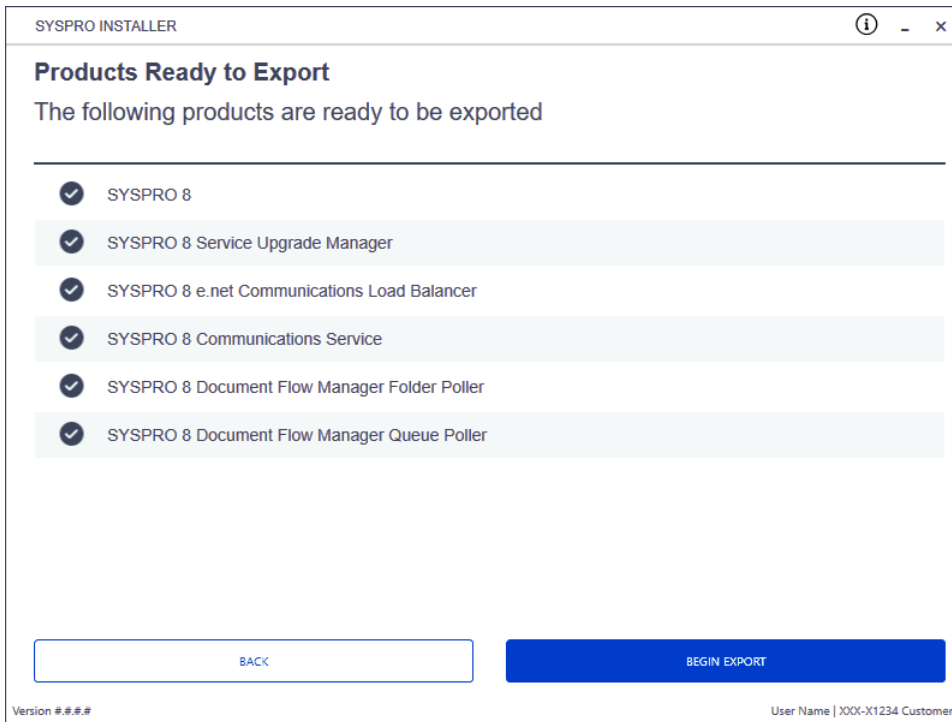 SYSPRO INSTALLER
Products Ready to Export
The following products are ready to be exported
SYSPRO 8
SYSPRO 8 Service Upgrade Manager
SYSPRO 8 e.net Communications Load Balancer
SYSPRO 8 Communications Service
SYSPRO 8 Document Flow Manager Folder Poller
SYSPRO 8 Document Flow Manager Queue Poller
BACK
BEGIN EXPORT
Version #.#.#.#
User Name | XXX-X1234 Customer